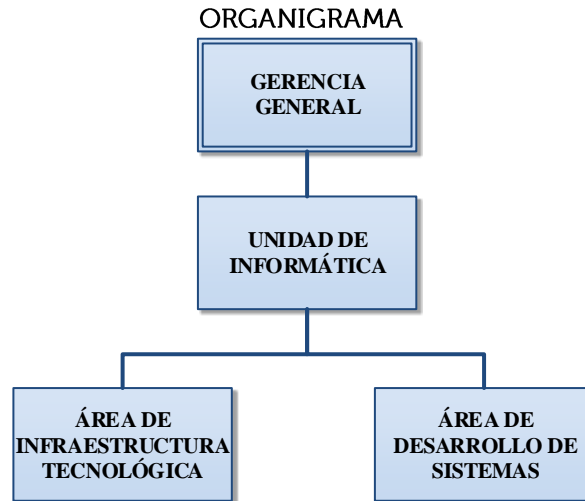 ORGANIGRAMA
GERENCIA
GENERAL
UNIDAD DE
INFORMÁTICA
ÁREA DE
INFRAESTRUCTURA
TECNOLÓGICA
ÁREA DE
DESARROLLO DE
SISTEMAS